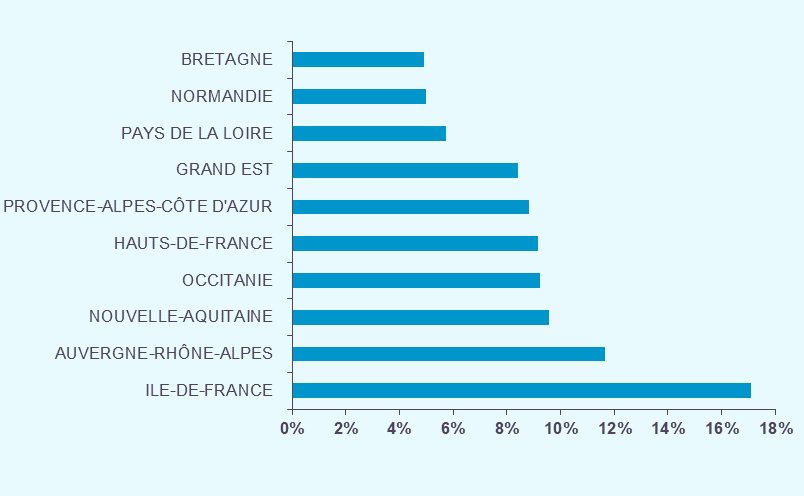 BRETAGNE
NORMANDIE
PAYS DE LA LOIRE
GRAND EST
PROVENCE-ALPES-CÔTE D'AZUR
HAUTS-DE-FRANCE
OCCITANIE
NOUVELLE-AQUITAINE
AUVERGNE-RHÔNE-ALPES
ILE-DE-FRANCE
0% 2% 4% 6% 8% 10% 12% 14% 16% 18%